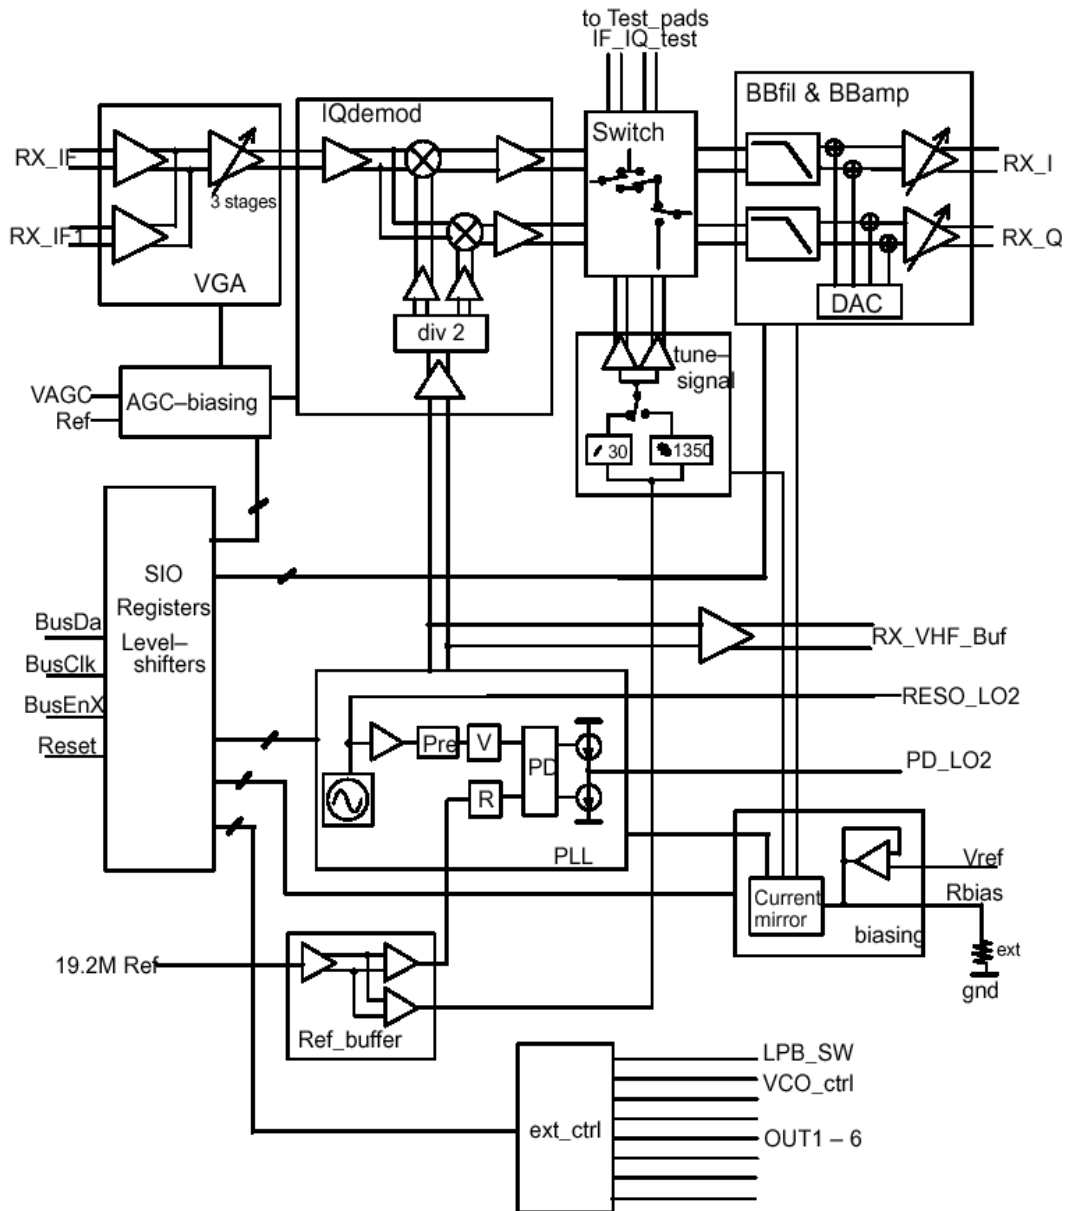 to Test_pads
IF_IQ_test
BBfil & BBamp
IQdemod
Switch
RX_IF
RX_I
3 stages
RX_IF1
RX_Q
VGA
DAC
div 2
tune–
signal
VAGC
AGC–biasing
Ref
/ 30
1350
SIO
Registers
Level–
shifters
BusDa
BusClk
BusEnX
Reset
RX_VHF_Buf
RESO_LO2
Pre
V
PD
PD_LO2
R
PLL
Vref
Current
mirror
Rbias
biasing
ext
gnd
19.2M Ref
Ref_buffer
LPB_SW
VCO_ctrl
ext_ctrl
OUT1 – 6